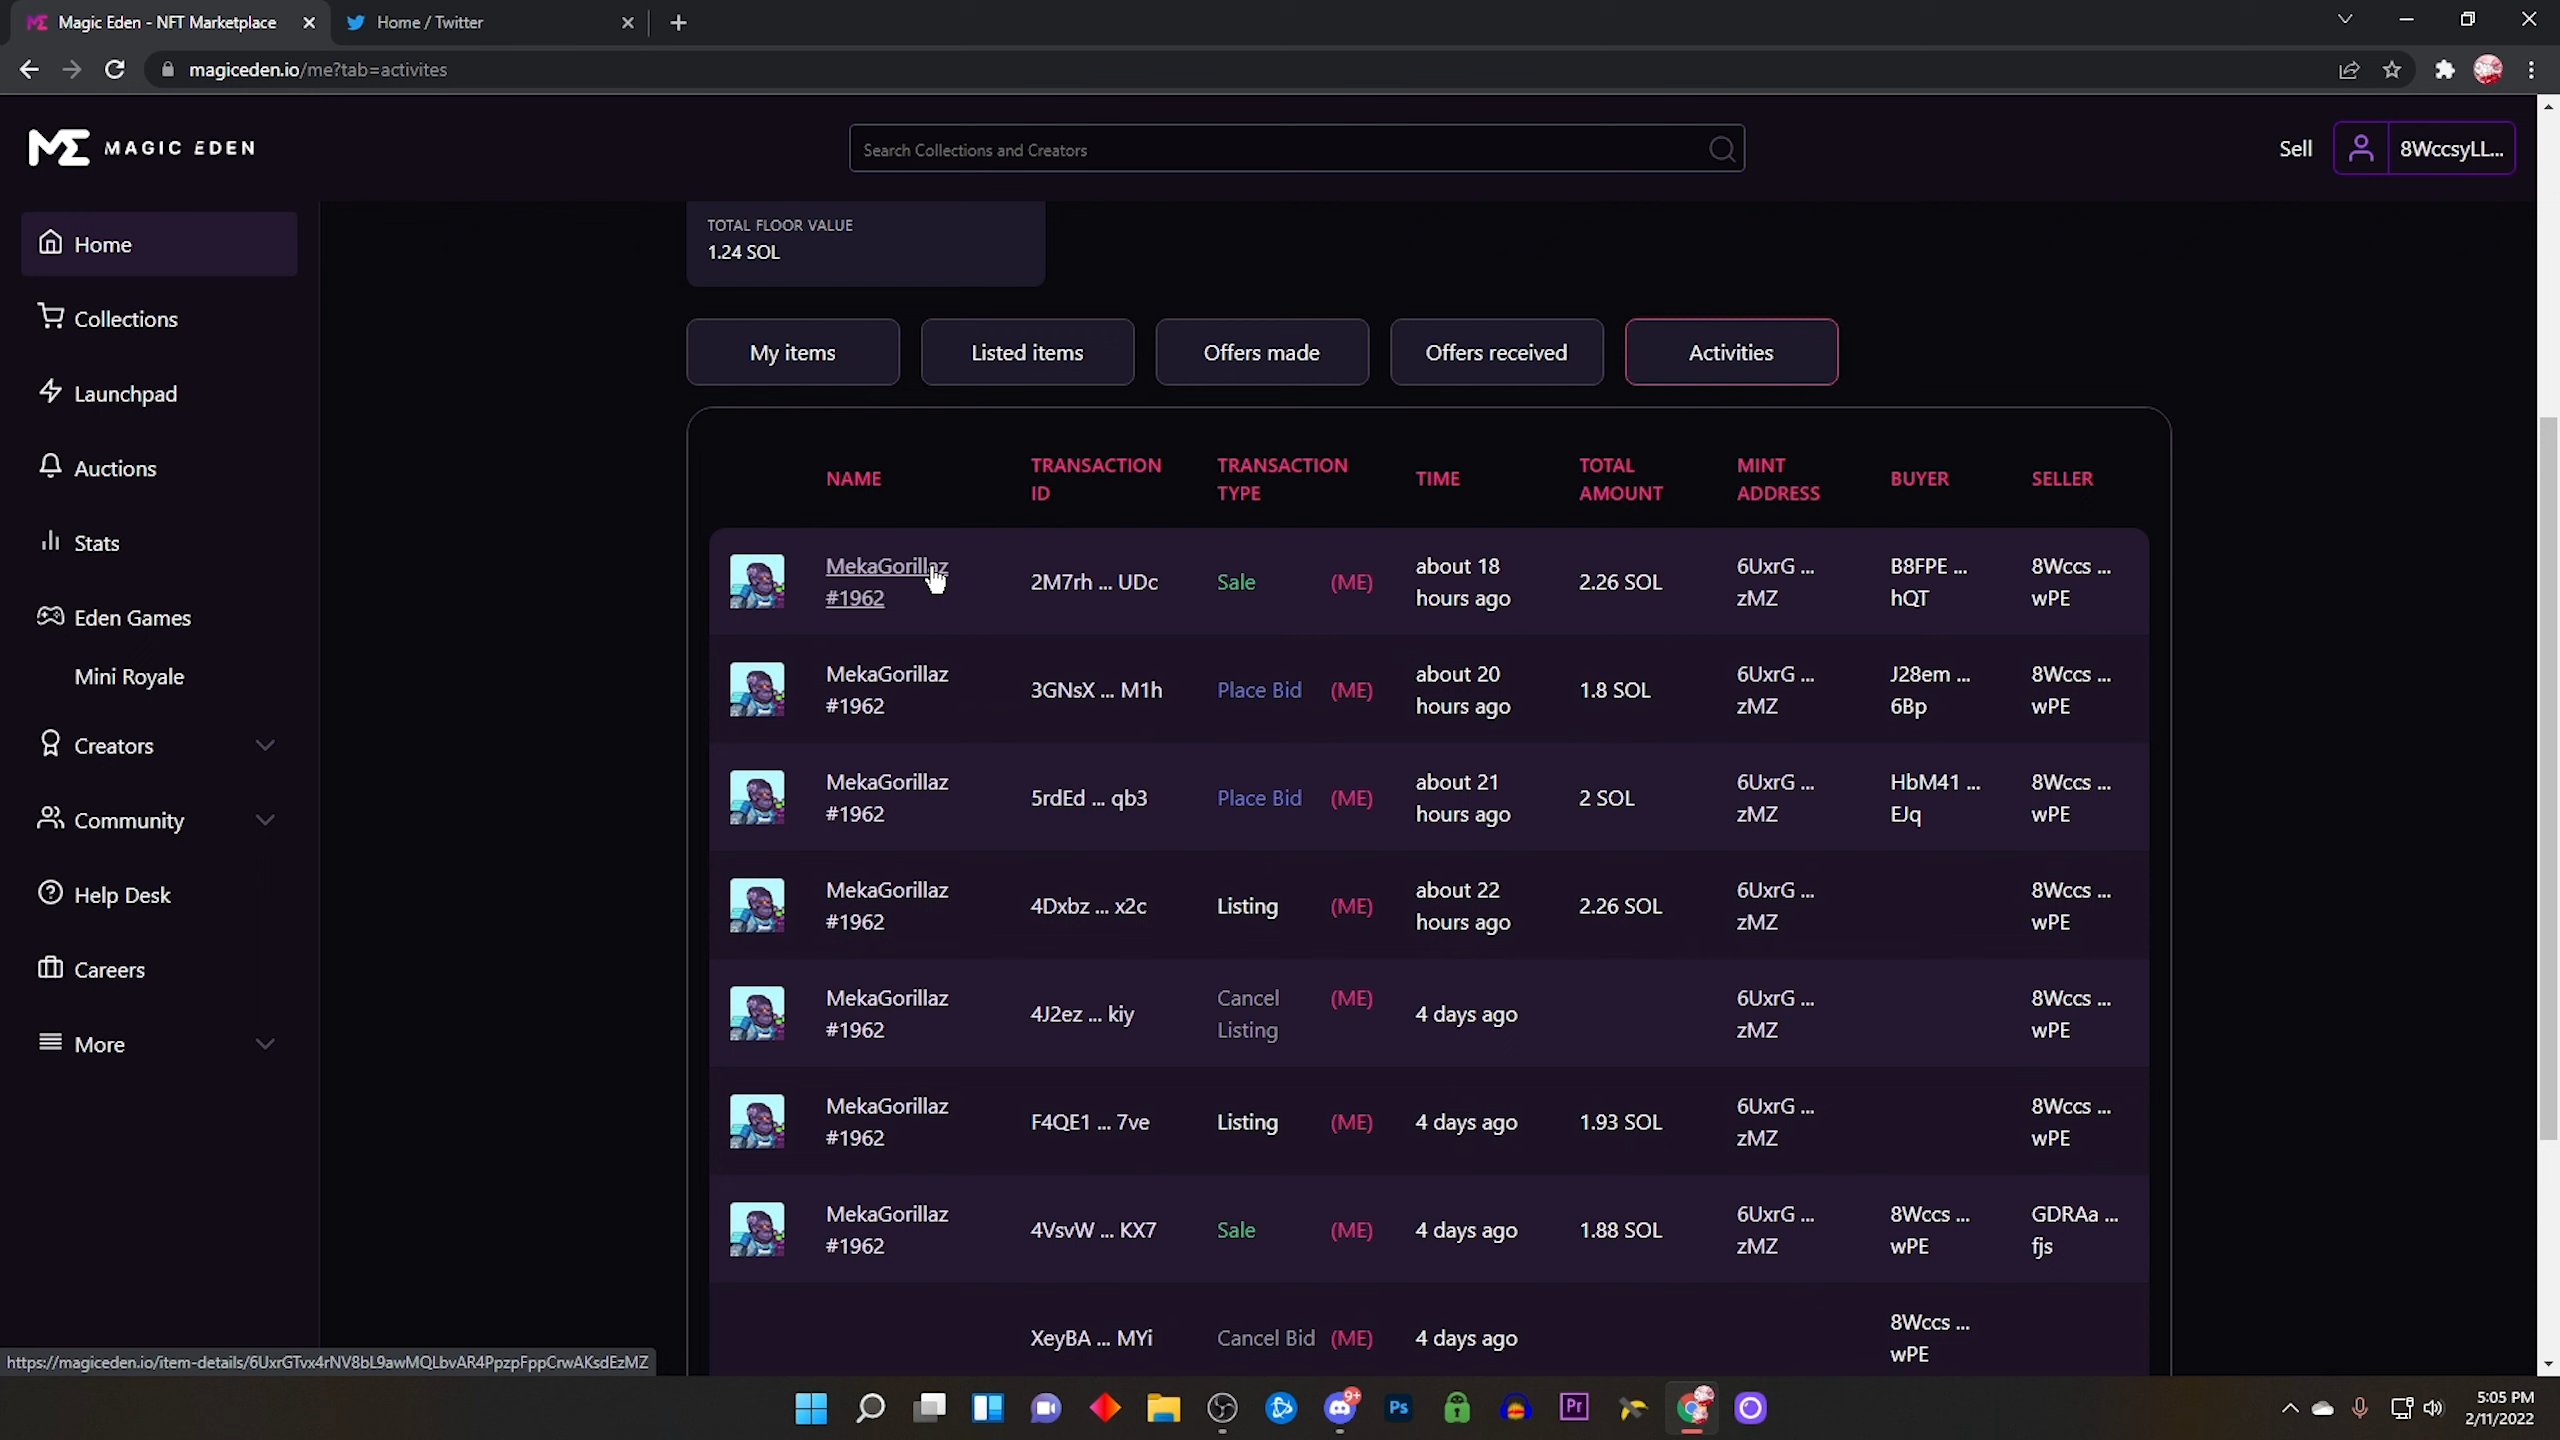 Magic Eden - NFT Marketplace
Home / Twitter
magiceden.io/me?tab=activites
MAGIC EDEN
Search Collections and Creators
Sell
8WccsyLL...
Home
Collections
Launchpad
Auctions
Stats
Eden Games
Mini Royale
Creators
Community
Help Desk
Careers
More
TOTAL FLOOR VALUE
1.24 SOL
My items
Listed items
Offers made
Offers received
Activities
NAME
TRANSACTION
ID
TRANSACTION
TYPE
TIME
TOTAL
AMOUNT
MINT
ADDRESS
BUYER
SELLER
MekaGorillaz
#1962
2M7rh ... UDc
Sale
(ME)
about 18
hours ago
2.26 SOL
6UxrG ...
zMZ
B8FPE ...
hQT
8Wccs ...
wPE
MekaGorillaz
#1962
3GNsX ... M1h
Place Bid
(ME)
about 20
hours ago
1.8 SOL
6UxrG ...
zMZ
J28em ...
6Bp
8Wccs ...
wPE
MekaGorillaz
#1962
5rdEd ... qb3
Place Bid
(ME)
about 21
hours ago
2 SOL
6UxrG ...
zMZ
HbM41 ...
EJq
8Wccs ...
wPE
MekaGorillaz
#1962
4Dxbz ... x2c
Listing
(ME)
about 22
hours ago
2.26 SOL
6UxrG ...
zMZ
8Wccs ...
wPE
MekaGorillaz
#1962
4J2ez ... kiy
Cancel
Listing
(ME)
4 days ago
6UxrG ...
zMZ
8Wccs ...
wPE
MekaGorillaz
#1962
F4QE1 ... 7ve
Listing
(ME)
4 days ago
1.93 SOL
6UxrG ...
zMZ
8Wccs ...
wPE
MekaGorillaz
#1962
4VsvW ... KX7
Sale
(ME)
4 days ago
1.88 SOL
6UxrG ...
zMZ
8Wccs ...
wPE
GDRAa ...
fjs
XeyBA ... MYi
Cancel Bid
(ME)
4 days ago
8Wccs ...
wPE
https://magiceden.io/item-details/6UxrGTvx4rNV8bL9awMQLbvAR4PpzpFppCrwAKsdEzMZ
9+
Ps
Pr
5:05 PM
2/11/2022